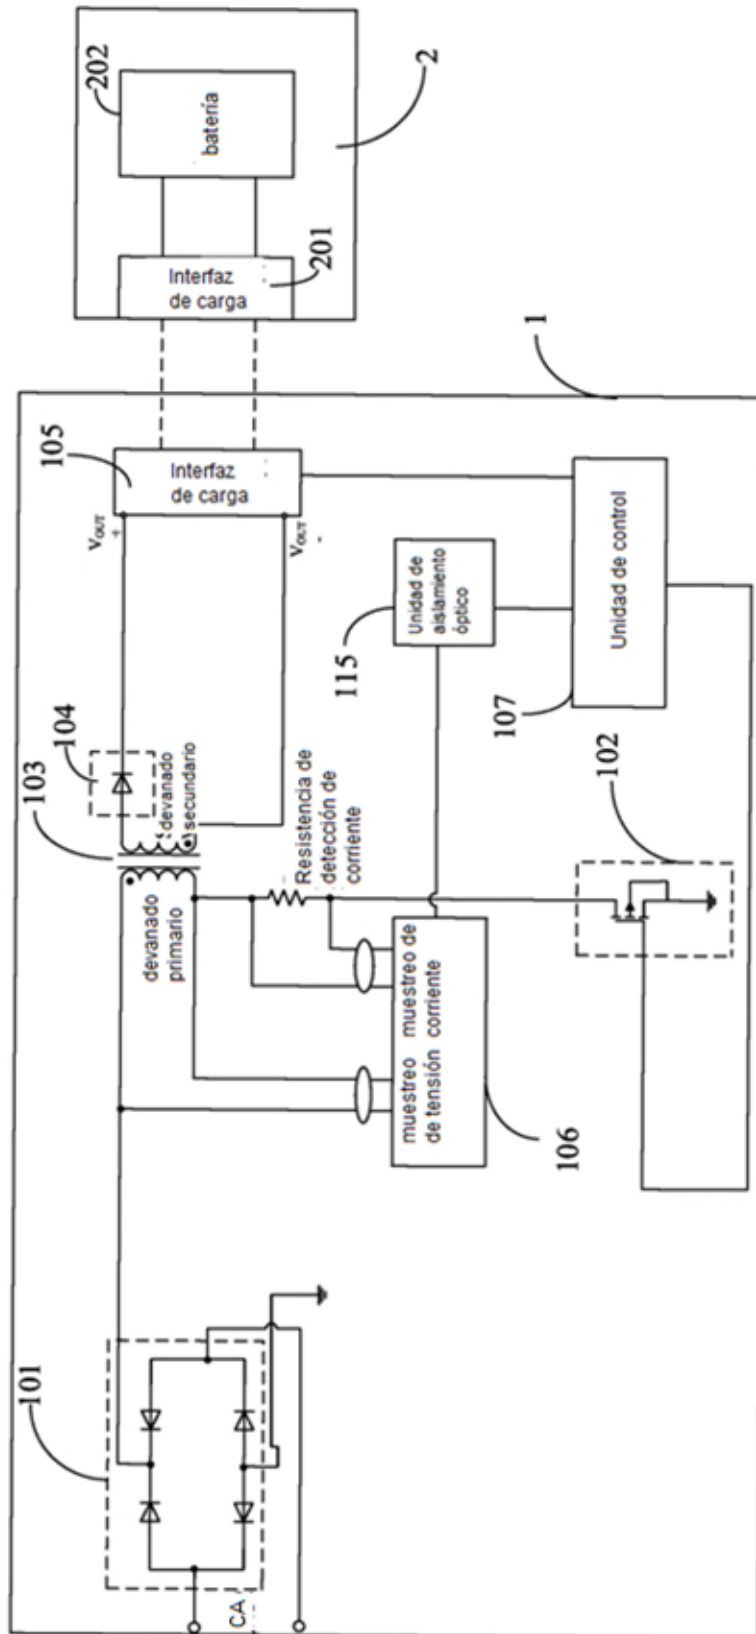 202
batería
2
Interfaz
de carga
201
1
105
Interfaz
de carga
VOUT
+
VOUT
-
Unidad de
aislamiento
óptico
115
Unidad de control
107
104
103
devanado
secundario
devanado
primario
Resistencia de
detección de
corriente
102
muestreo de
corriente
muestreo
de tensión
106
101
CA